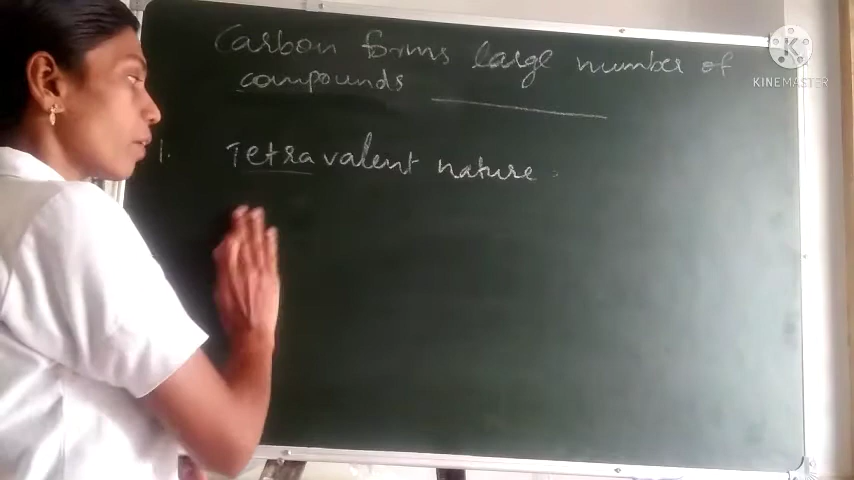 Carbon forms large number of
compounds
1. Tetravalent nature :
K
KINEMASTER